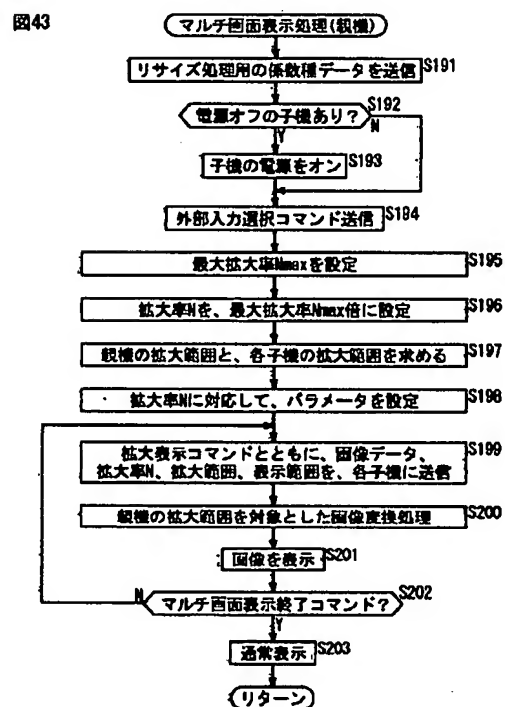 図43
マルチ画面表示処理(親機)
リサイズ処理用の係数種データを送信 S191
電源オフの子機あり? S192
N
Y
子機の電源をオン S193
外部入力選択コマンド送信 S194
最大拡大率Nmaxを設定 S195
拡大率Nを、最大拡大率Nmax倍に設定 S196
親機の拡大範囲と、各子機の拡大範囲を求める S197
拡大率Nに対応して、パラメータを設定 S198
拡大表示コマンドとともに、画像データ、
拡大率N、拡大範囲、表示範囲を、各子機に送信 S199
親機の拡大範囲を対象とした画像変換処理 S200
画像を表示 S201
N マルチ画面表示終了コマンド? S202
Y
通常表示 S203
リターン